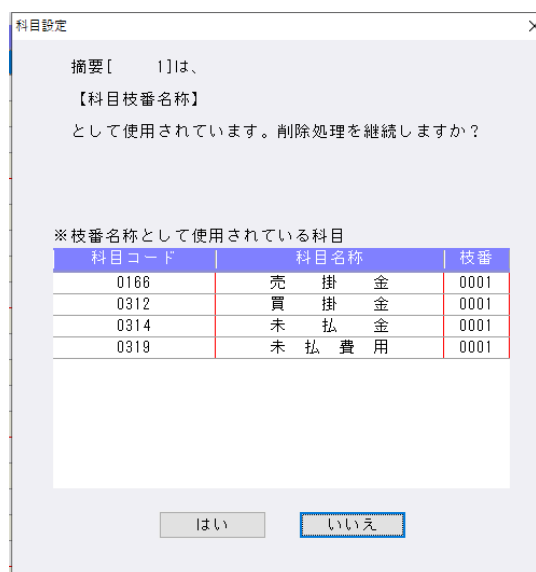 科目設定
摘要[　　1]は、
【科目枝番名称】
として使用されています。削除処理を継続しますか？
※枝番名称として使用されている科目
科目コード 科目名称 枝番
0166 売　掛　金 0001
0312 買　掛　金 0001
0314 未　払　金 0001
0319 未　払　費　用 0001
はい いいえ